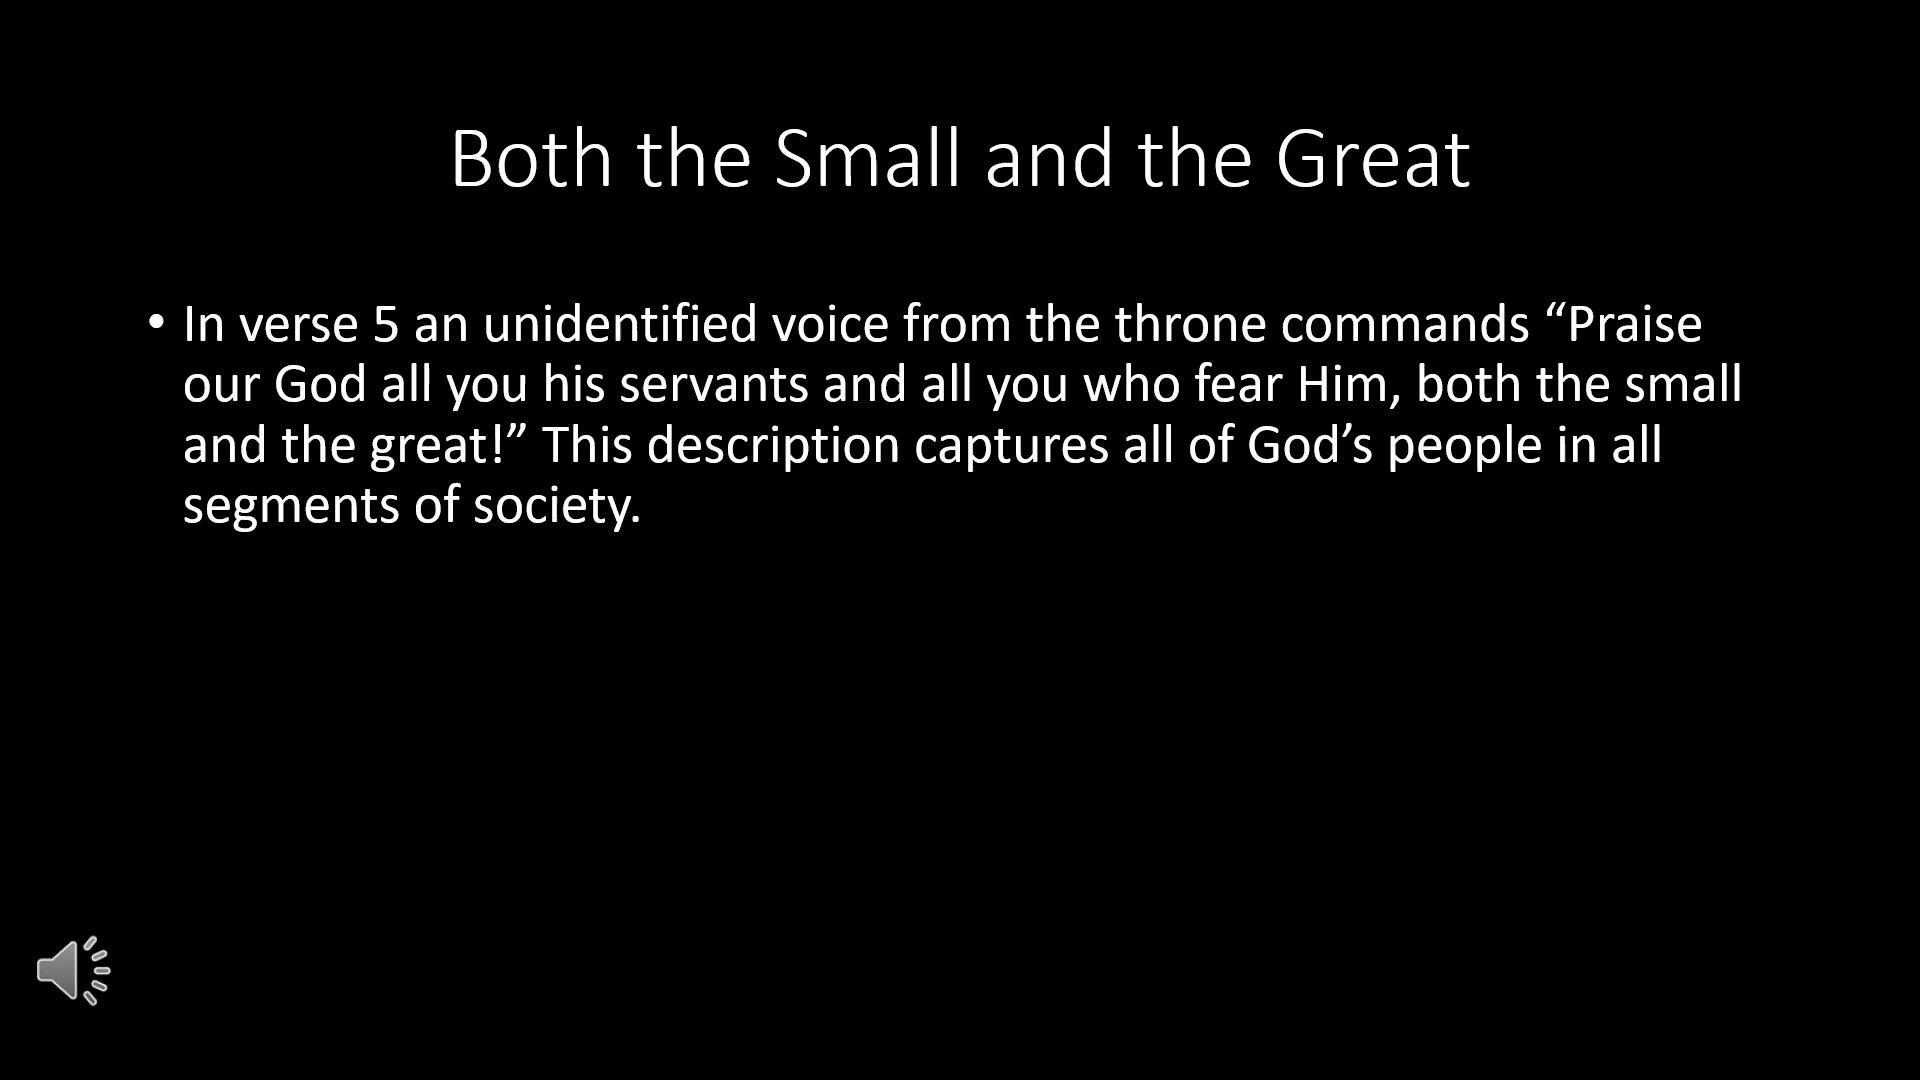 Both the Small and the Great
• In verse 5 an unidentified voice from the throne commands “Praise
our God all you his servants and all you who fear Him, both the small
and the great!” This description captures all of God’s people in all
segments of society.